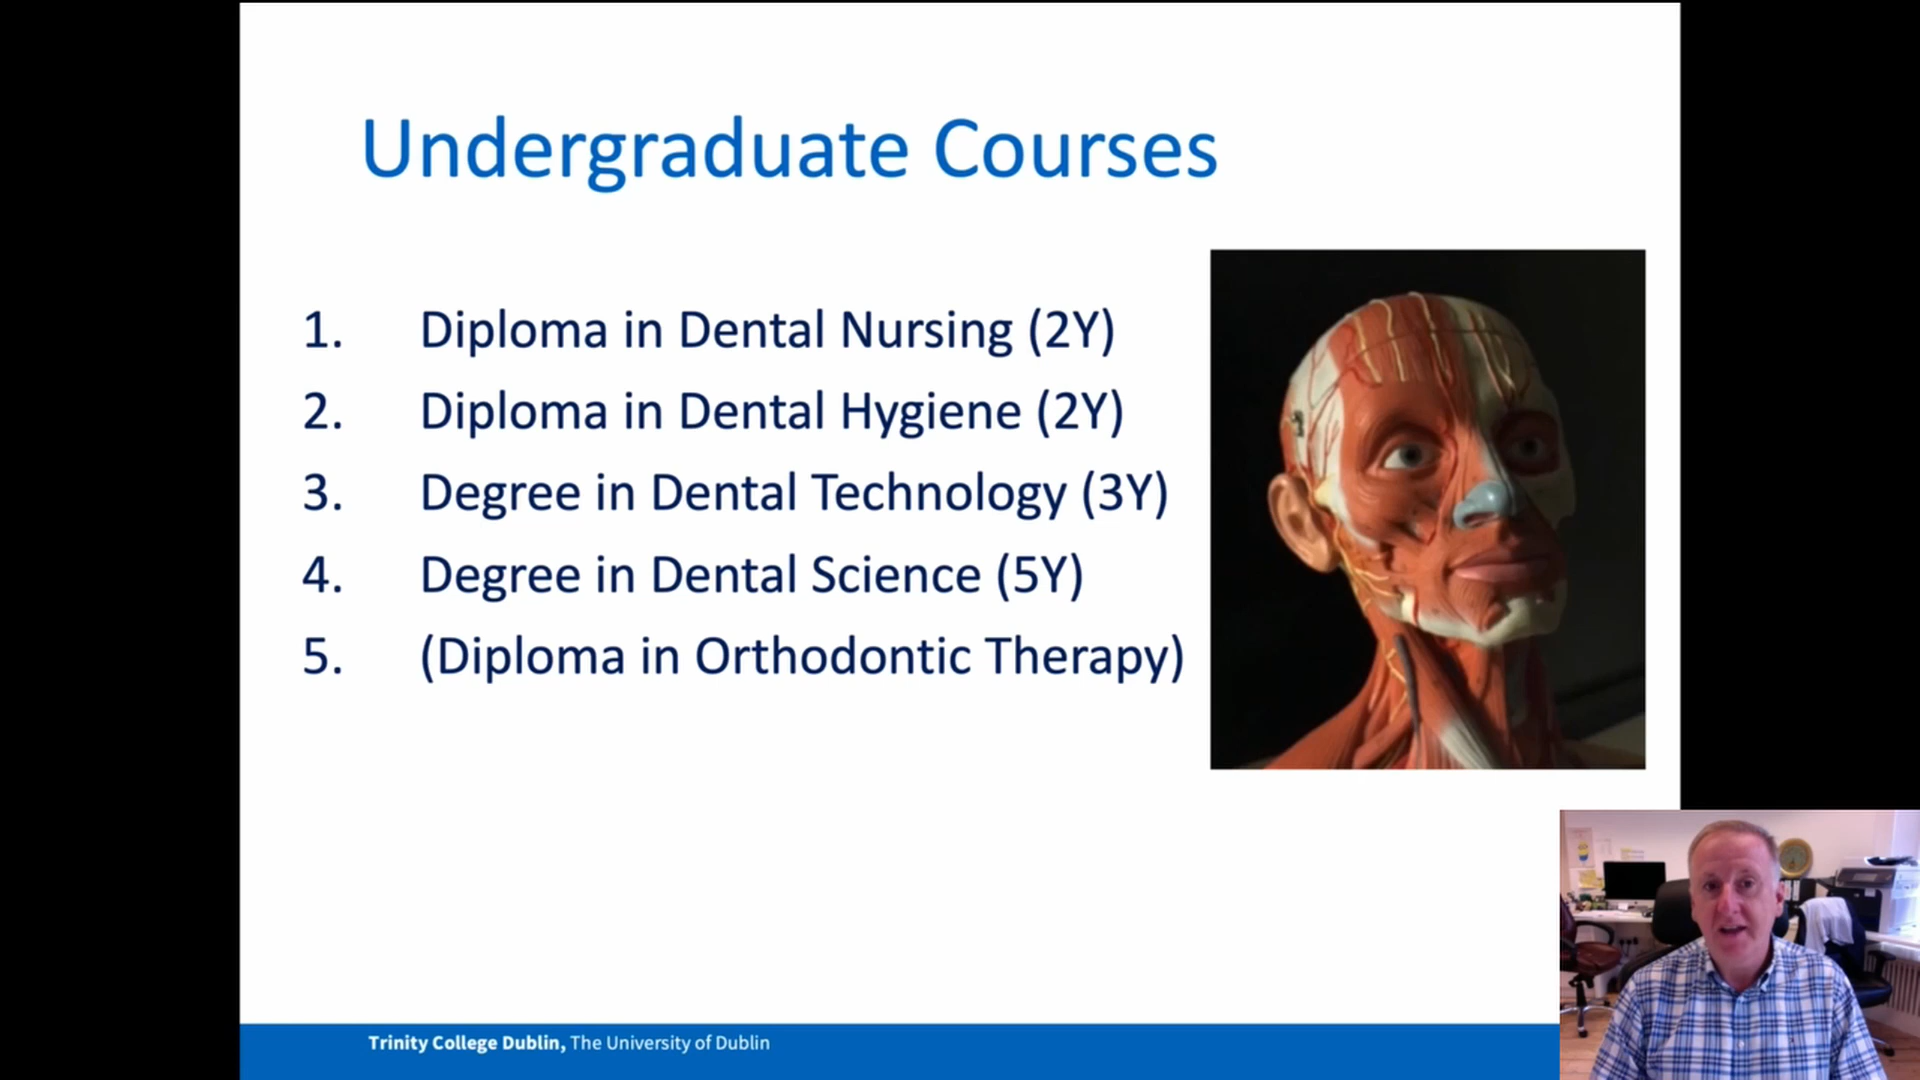 Undergraduate Courses
1. Diploma in Dental Nursing (2Y)
2. Diploma in Dental Hygiene (2Y)
3. Degree in Dental Technology (3Y)
4. Degree in Dental Science (5Y)
5. (Diploma in Orthodontic Therapy)
Trinity College Dublin, The University of Dublin